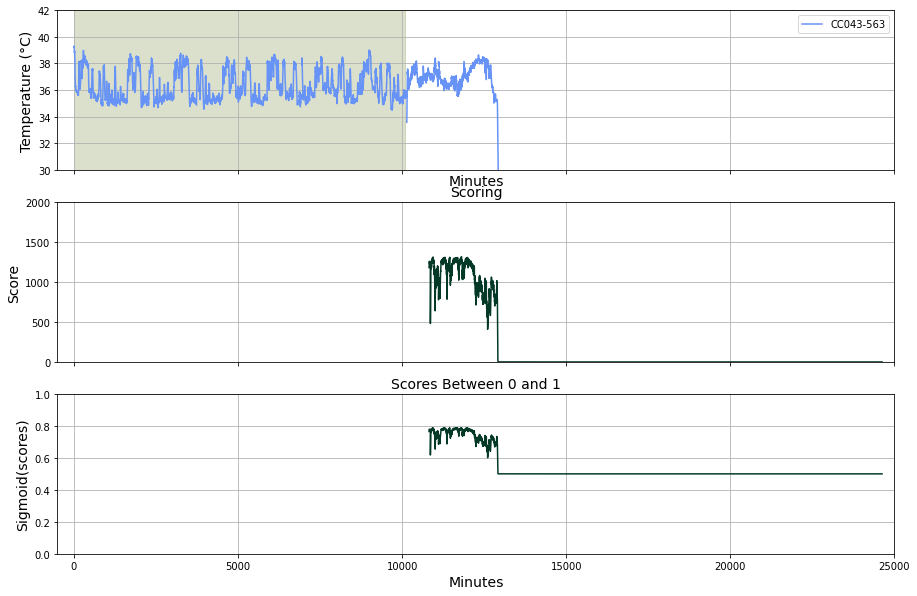 42
40
38
36
34
32
30
Temperature (°C)
CC043-563
Minutes
Scoring
2000
1500
1000
500
0
Score
Scores Between 0 and 1
1.0
0.8
0.6
0.4
0.2
0.0
Sigmoid(scores)
0 5000 10000 15000 20000 25000
Minutes